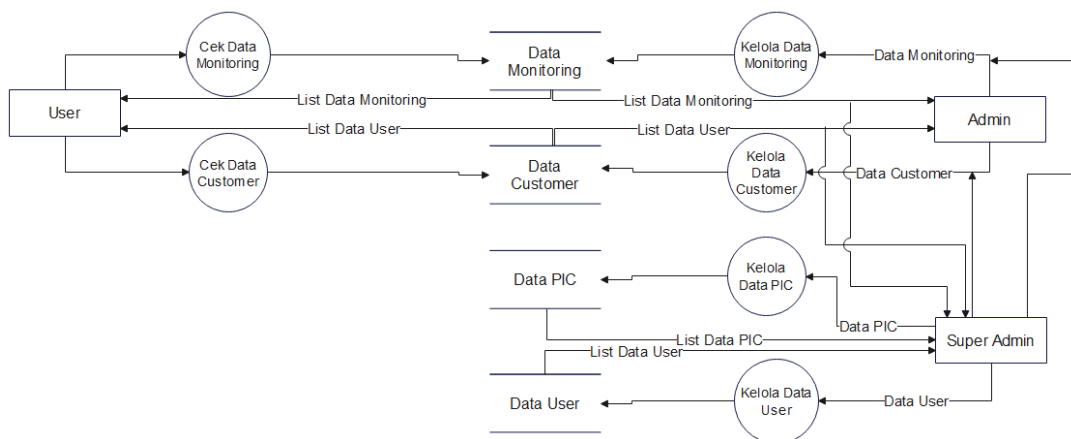 Cek Data
Monitoring
Data
Monitoring
Kelola Data
Monitoring
Data Monitoring
User
List Data Monitoring
List Data Monitoring
Admin
List Data User
List Data User
Cek Data
Customer
Data
Customer
Kelola
Data
Customer
Data Customer
Data PIC
Kelola
Data PIC
Data PIC
List Data PIC
Super Admin
List Data User
Data User
Kelola Data
User
Data User